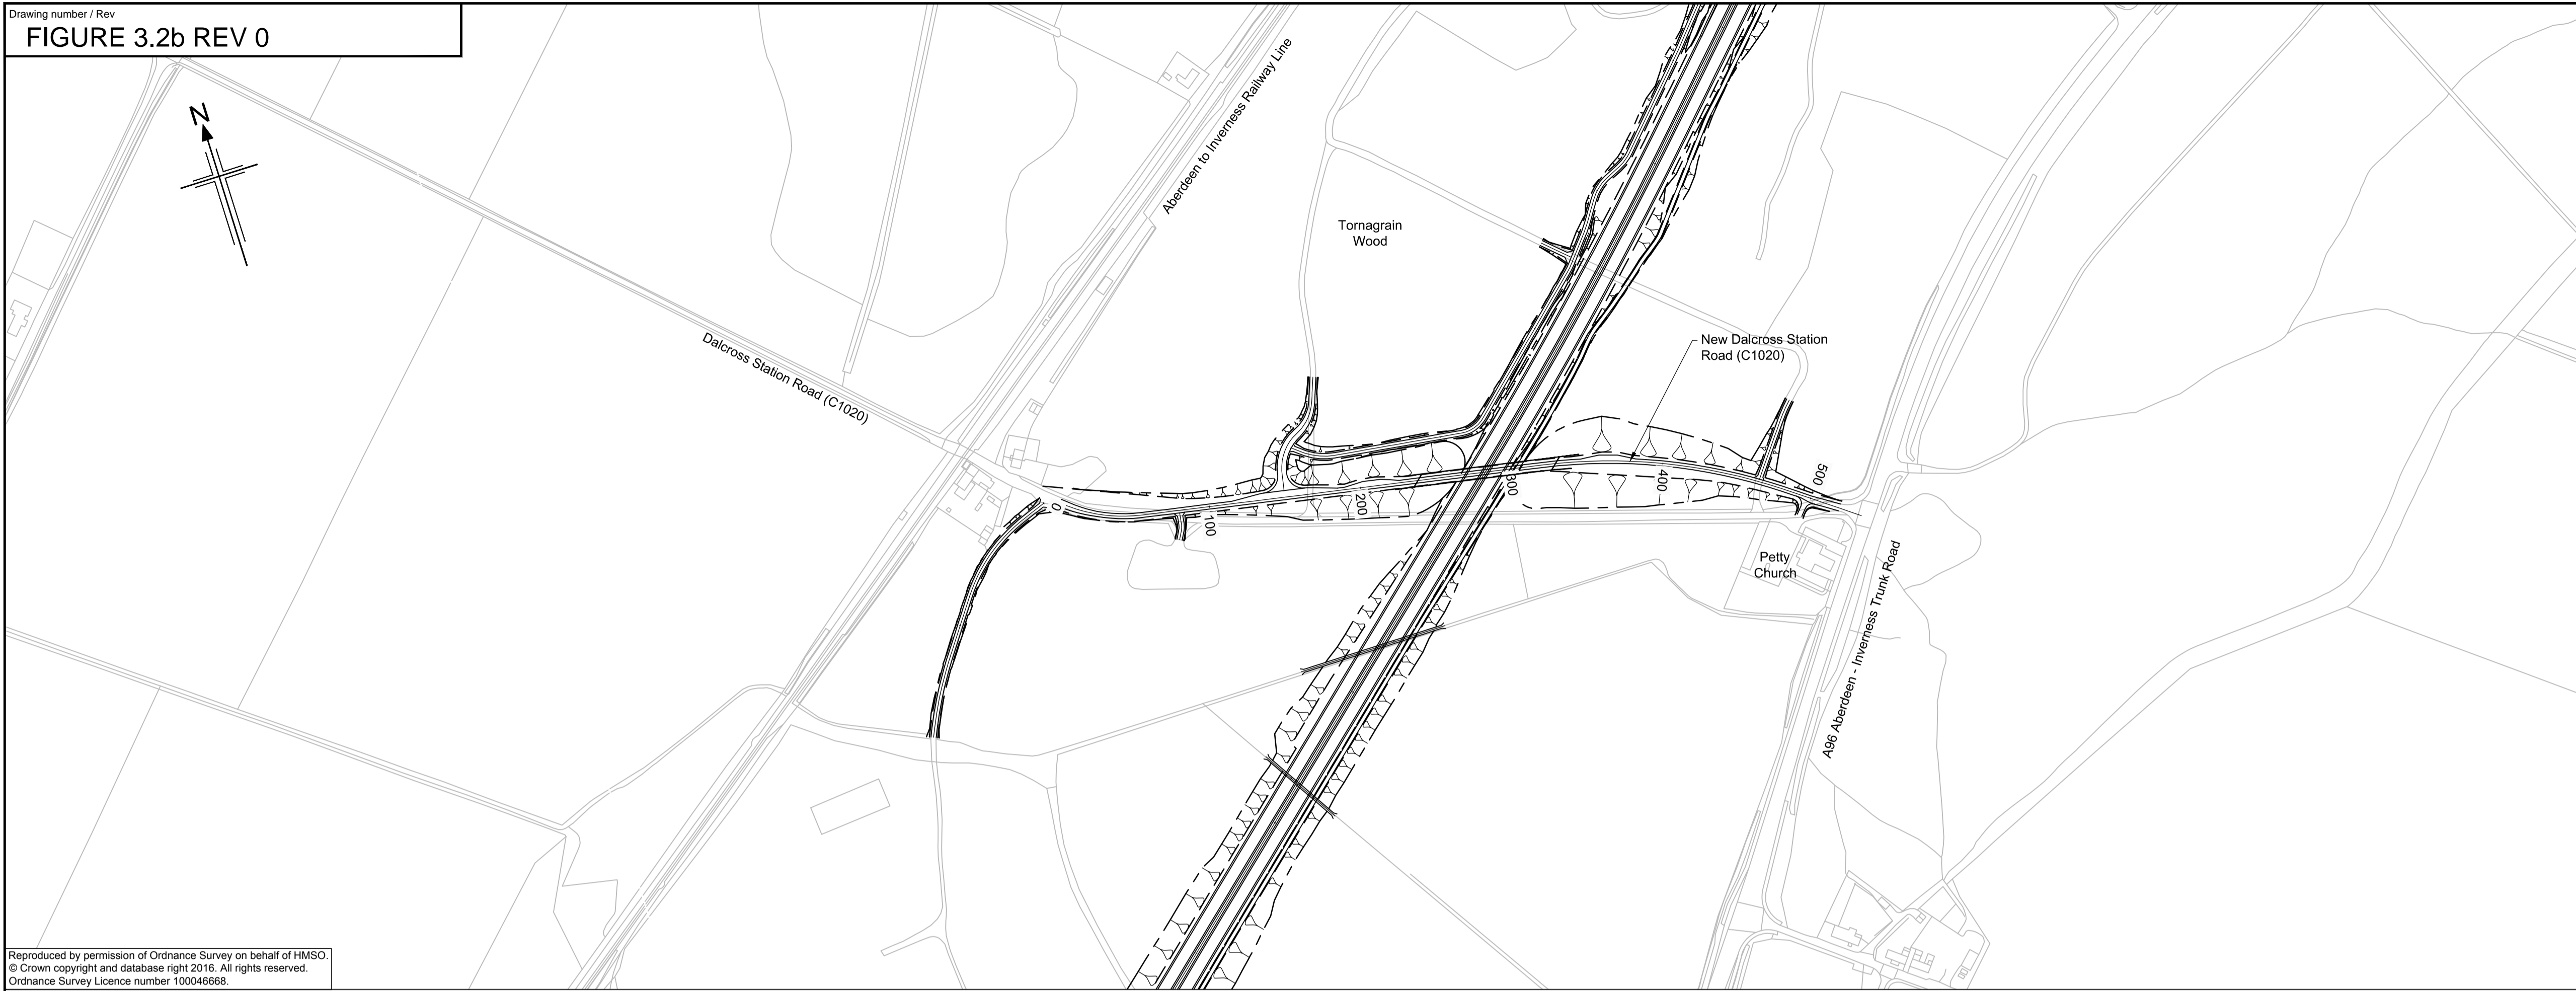 Drawing number / Rev
FIGURE 3.2b REV 0
N
Aberdeen to Inverness Railway Line
Tornagrain
Wood
Dalcross Station Road (C1020)
New Dalcross Station
Road (C1020)
0
100
200
300
400
500
Petty
Church
A96 Aberdeen - Inverness Trunk Road
Reproduced by permission of Ordnance Survey on behalf of HMSO.
© Crown copyright and database right 2016. All rights reserved.
Ordnance Survey Licence number 100046668.